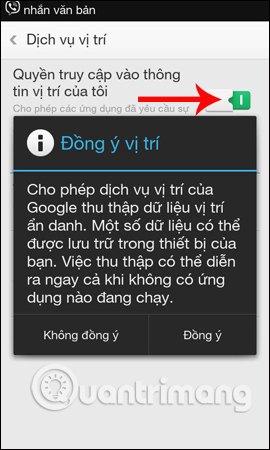 nhắn văn bản
Dịch vụ vị trí
Quyền truy cập vào thông
tin vị trí của tôi
Cho phép các ứng dụng đã yêu cầu sự
Đồng ý vị trí
Cho phép dịch vụ vị trí của
Google thu thập dữ liệu vị trí
ẩn danh. Một số dữ liệu có thể
được lưu trữ trong thiết bị của
bạn. Việc thu thập có thể diễn
ra ngay cả khi không có ứng
dụng nào đang chạy.
Không đồng ý
Đồng ý
Quantrimang